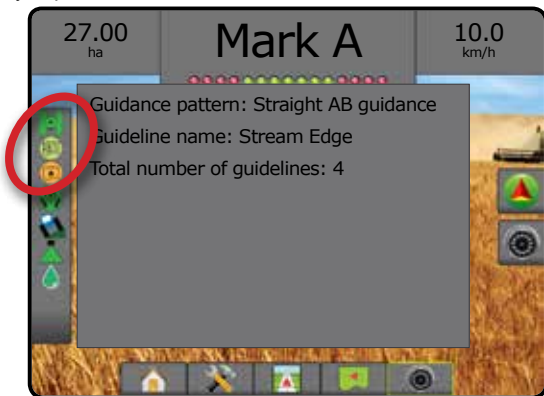 27.00
ha
Mark A
10.0
km/h
Guidance pattern: Straight AB guidance
Guideline name: Stream Edge
Total number of guidelines: 4